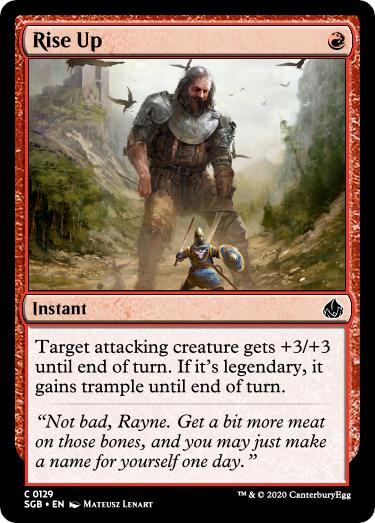 Rise Up
Instant
Target attacking creature gets +3/+3
until end of turn. If it's legendary, it
gains trample until end of turn.
“Not bad, Rayne. Get a bit more meat
on those bones, and you may just make
a name for yourself one day.”
C 0129
SGB • EN Mateusz Lenart
™ & © 2020 CanterburyEgg